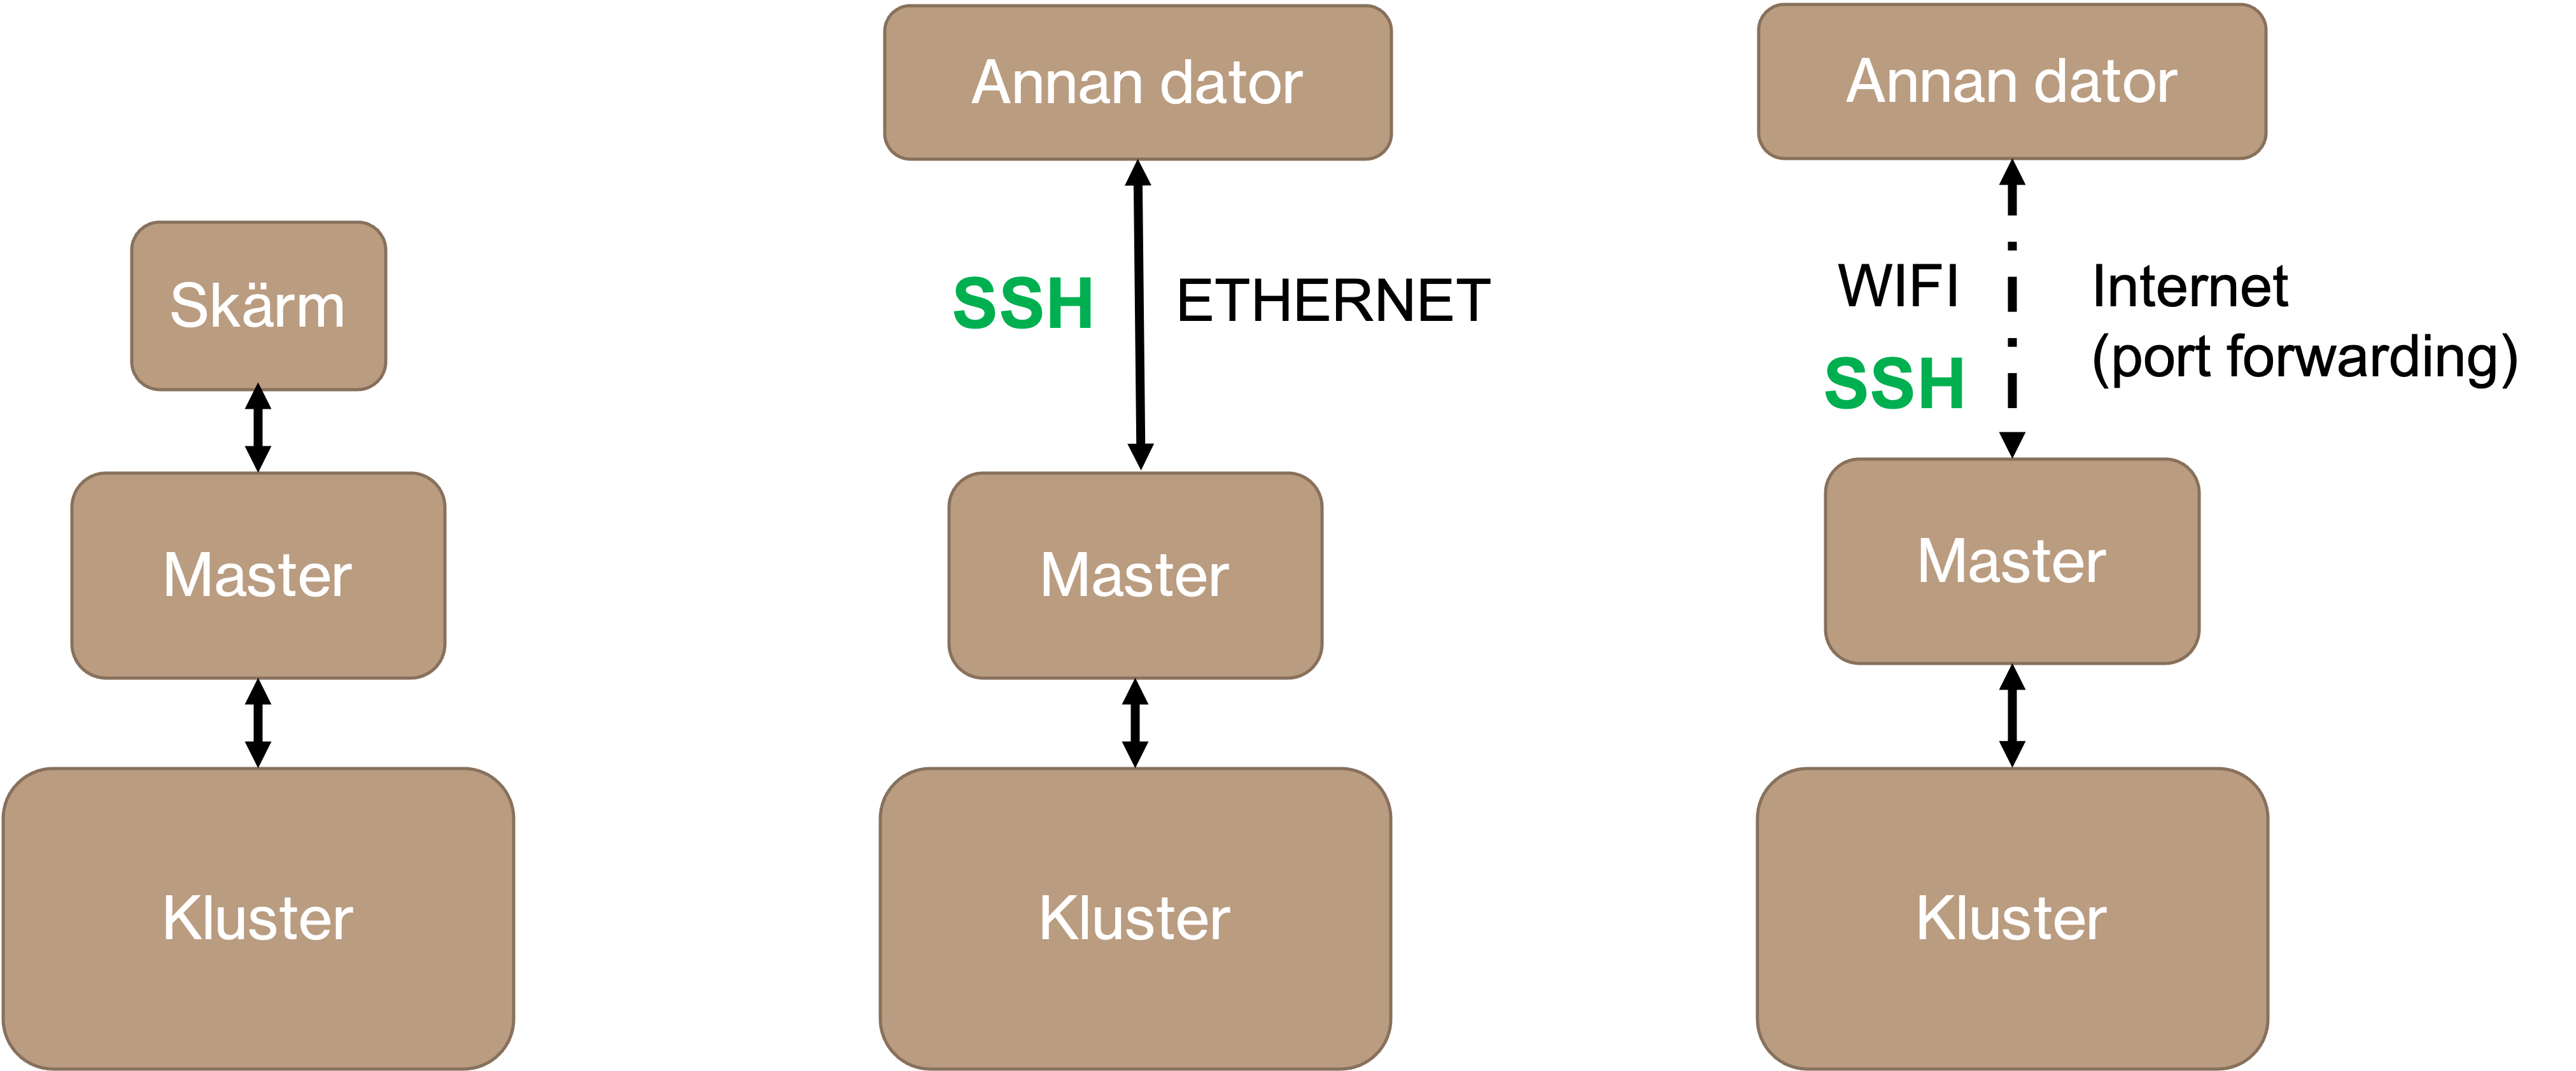 Skärm
Master
Kluster
Annan dator
SSH
ETHERNET
Master
Kluster
Annan dator
WIFI
SSH
Internet
(port forwarding)
Master
Kluster